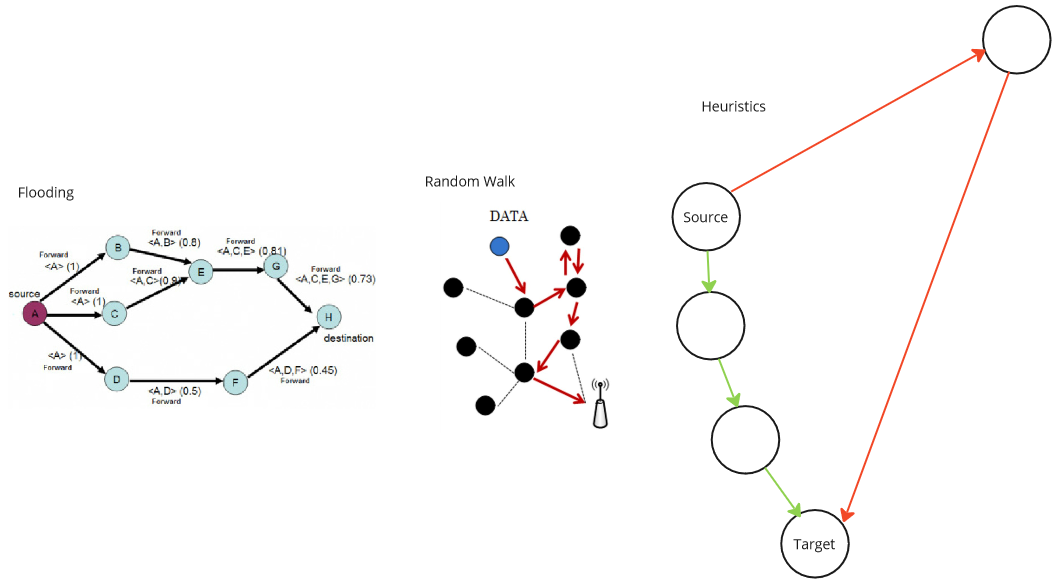 Flooding
Forward
<A> (1)
Forward
<A,B> (0.8)
Forward
<A,C,E> (0.81)
Forward
<A,C,E,G> (0.73)
Forward
<A,C>(0.9)
Forward
<A> (1)
source
A
B
C
E
G
H
destination
<A> (1)
Forward
D
F
<A,D> (0.5)
Forward
<A,D,F> (0.45)
Forward
Random Walk
DATA
Heuristics
Source
Target